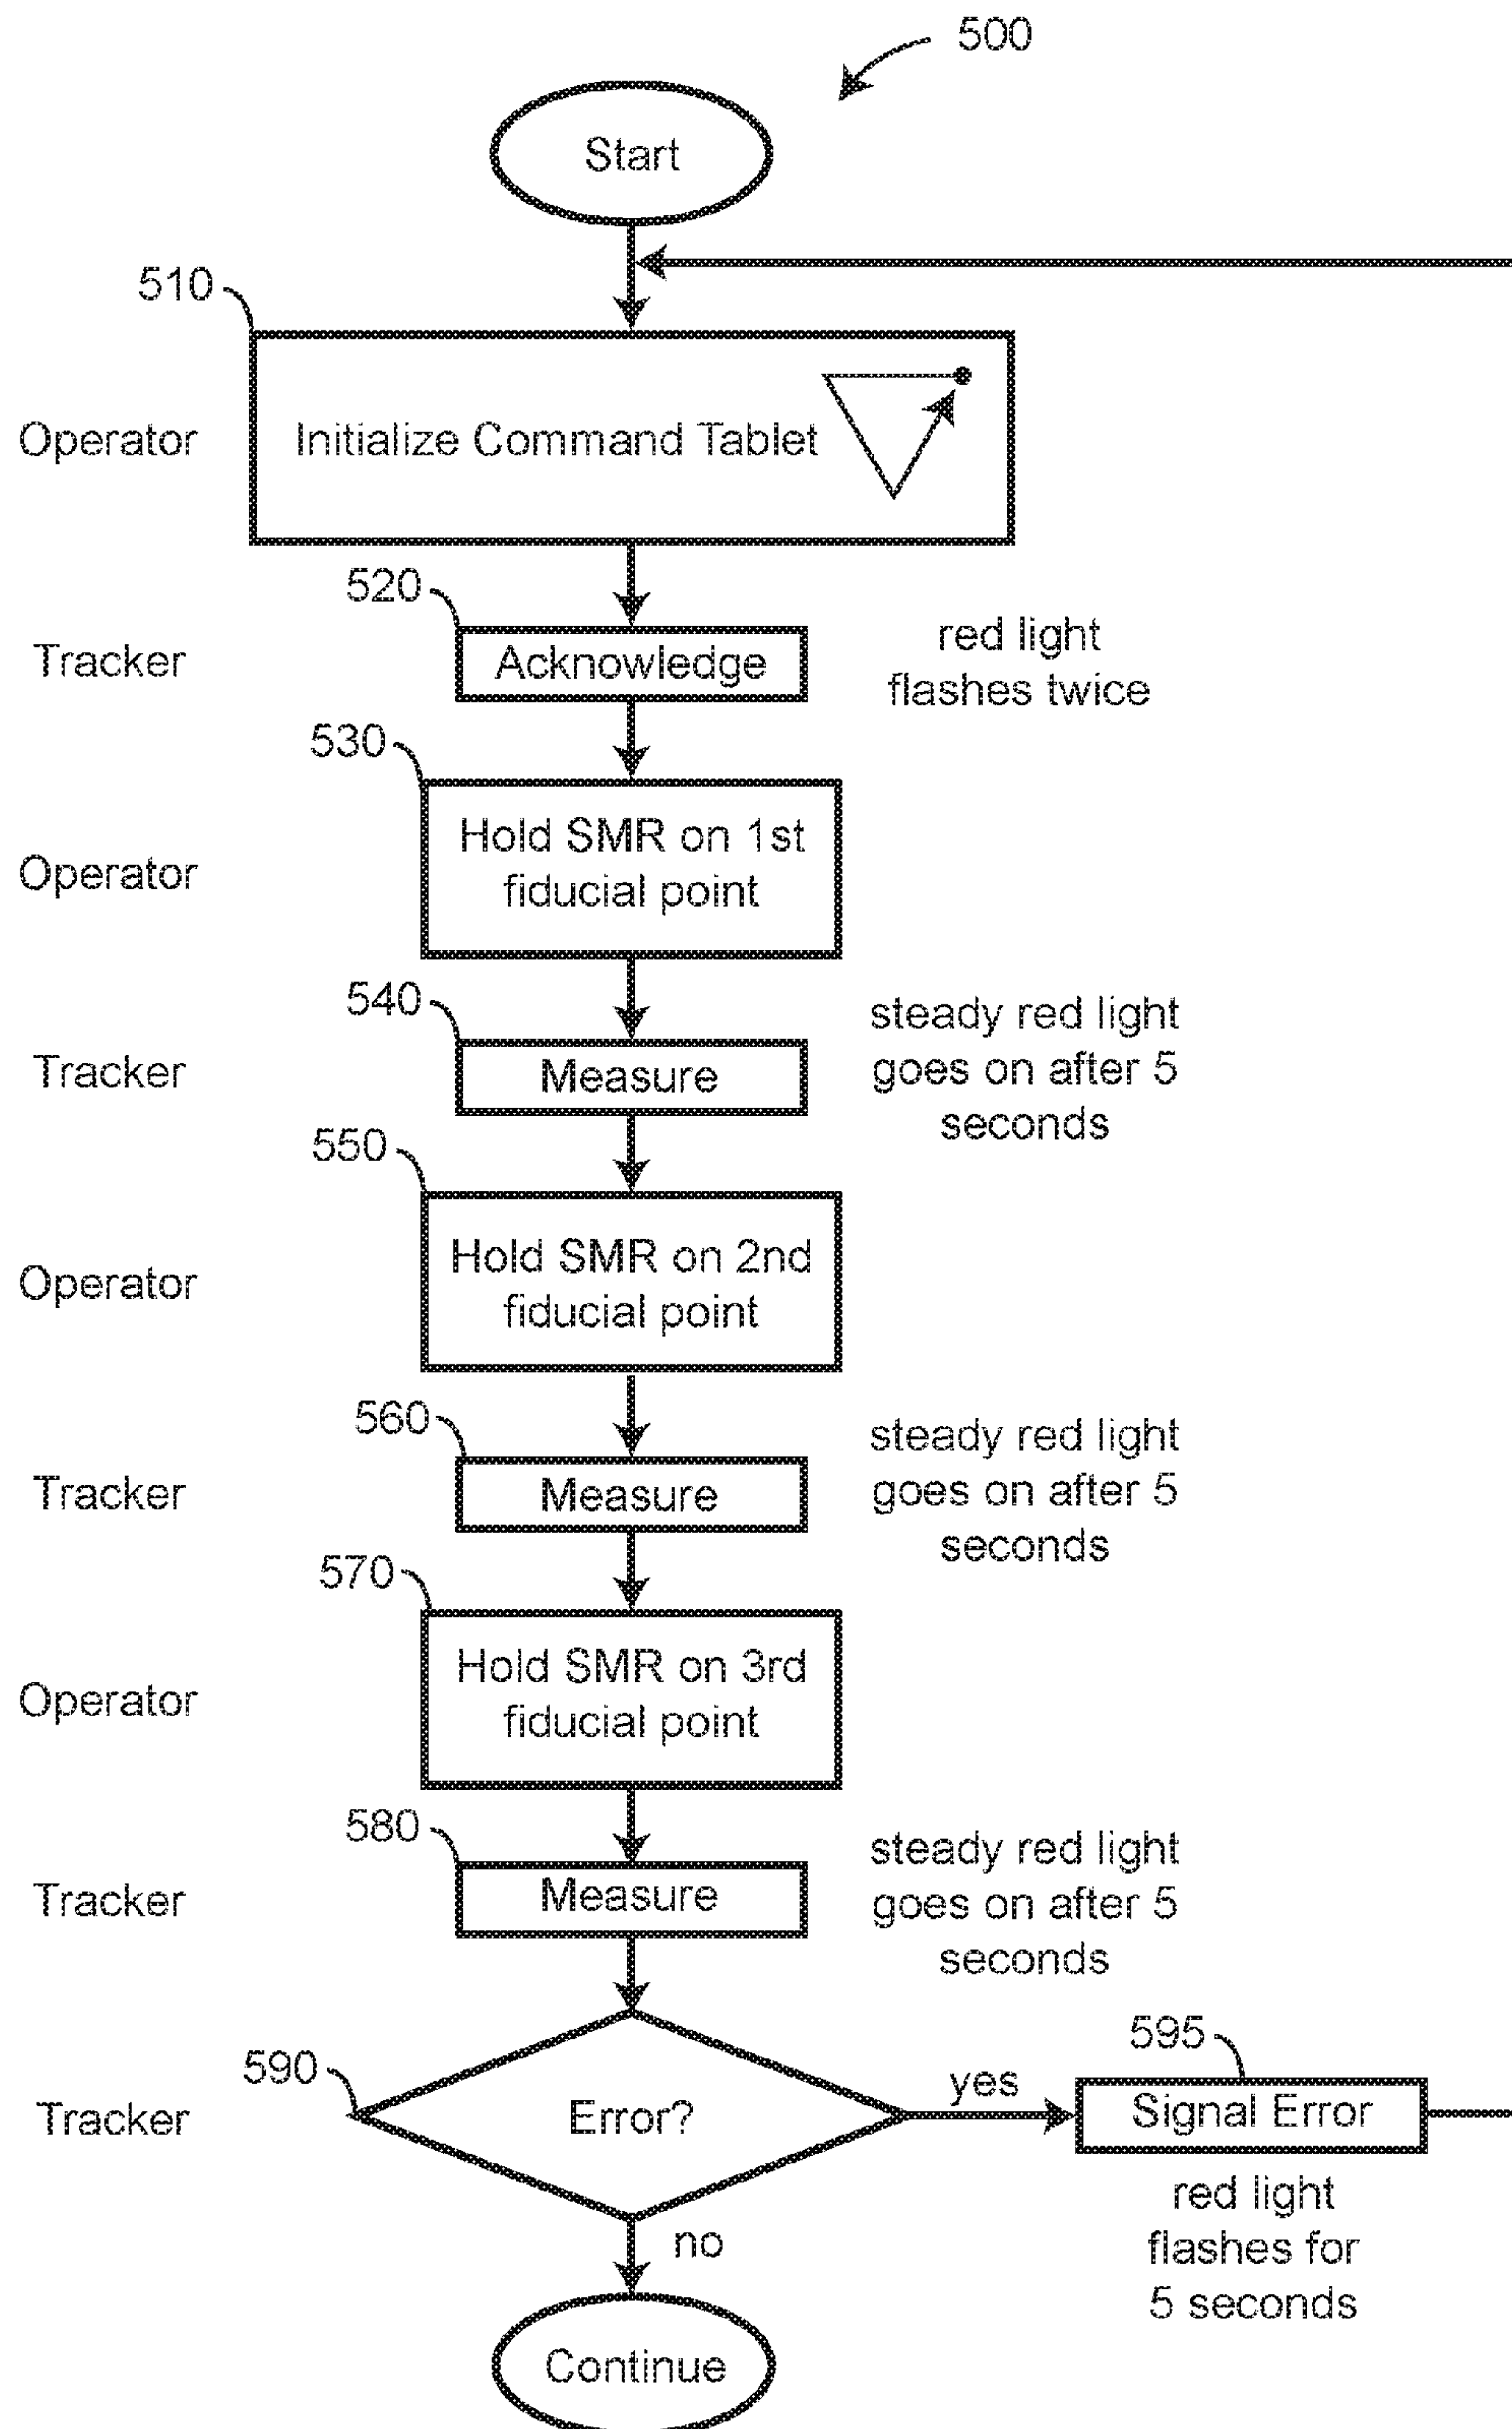 500
Start
510
Operator
Initialize Command Tablet
520
Tracker
Acknowledge
red light
flashes twice
530
Operator
Hold SMR on 1st
fiducial point
540
Tracker
Measure
steady red light
goes on after 5
seconds
550
Operator
Hold SMR on 2nd
fiducial point
560
Tracker
Measure
steady red light
goes on after 5
seconds
570
Operator
Hold SMR on 3rd
fiducial point
580
Tracker
Measure
steady red light
goes on after 5
seconds
590
Tracker
Error?
yes
595
Signal Error
red light
flashes for
5 seconds
no
Continue